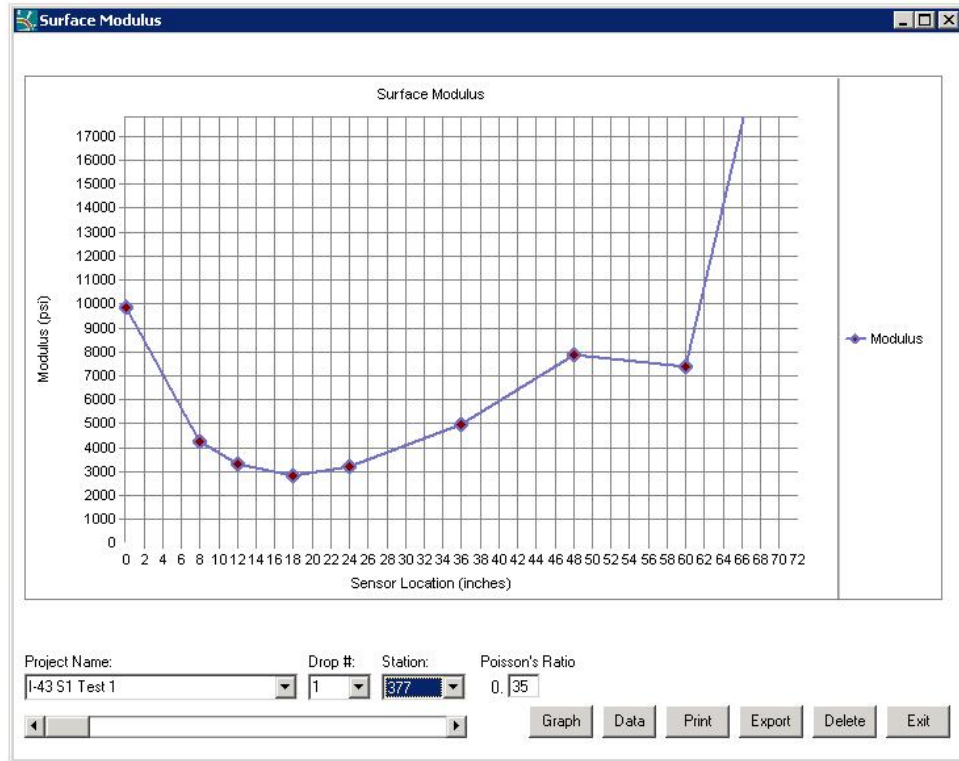 Surface Modulus
Surface Modulus
17000
16000
15000
14000
13000
12000
11000
10000
9000
8000
7000
6000
5000
4000
3000
2000
1000
0
Modulus (psi)
0 2 4 6 8 10 12 14 16 18 20 22 24 26 28 30 32 34 36 38 40 42 44 46 48 50 52 54 56 58 60 62 64 66 68 70 72
Sensor Location (inches)
Modulus
Project Name: Drop #: Station: Poisson's Ratio
I-43 S1 Test 1 1 377 0. 35
Graph Data Print Export Delete Exit